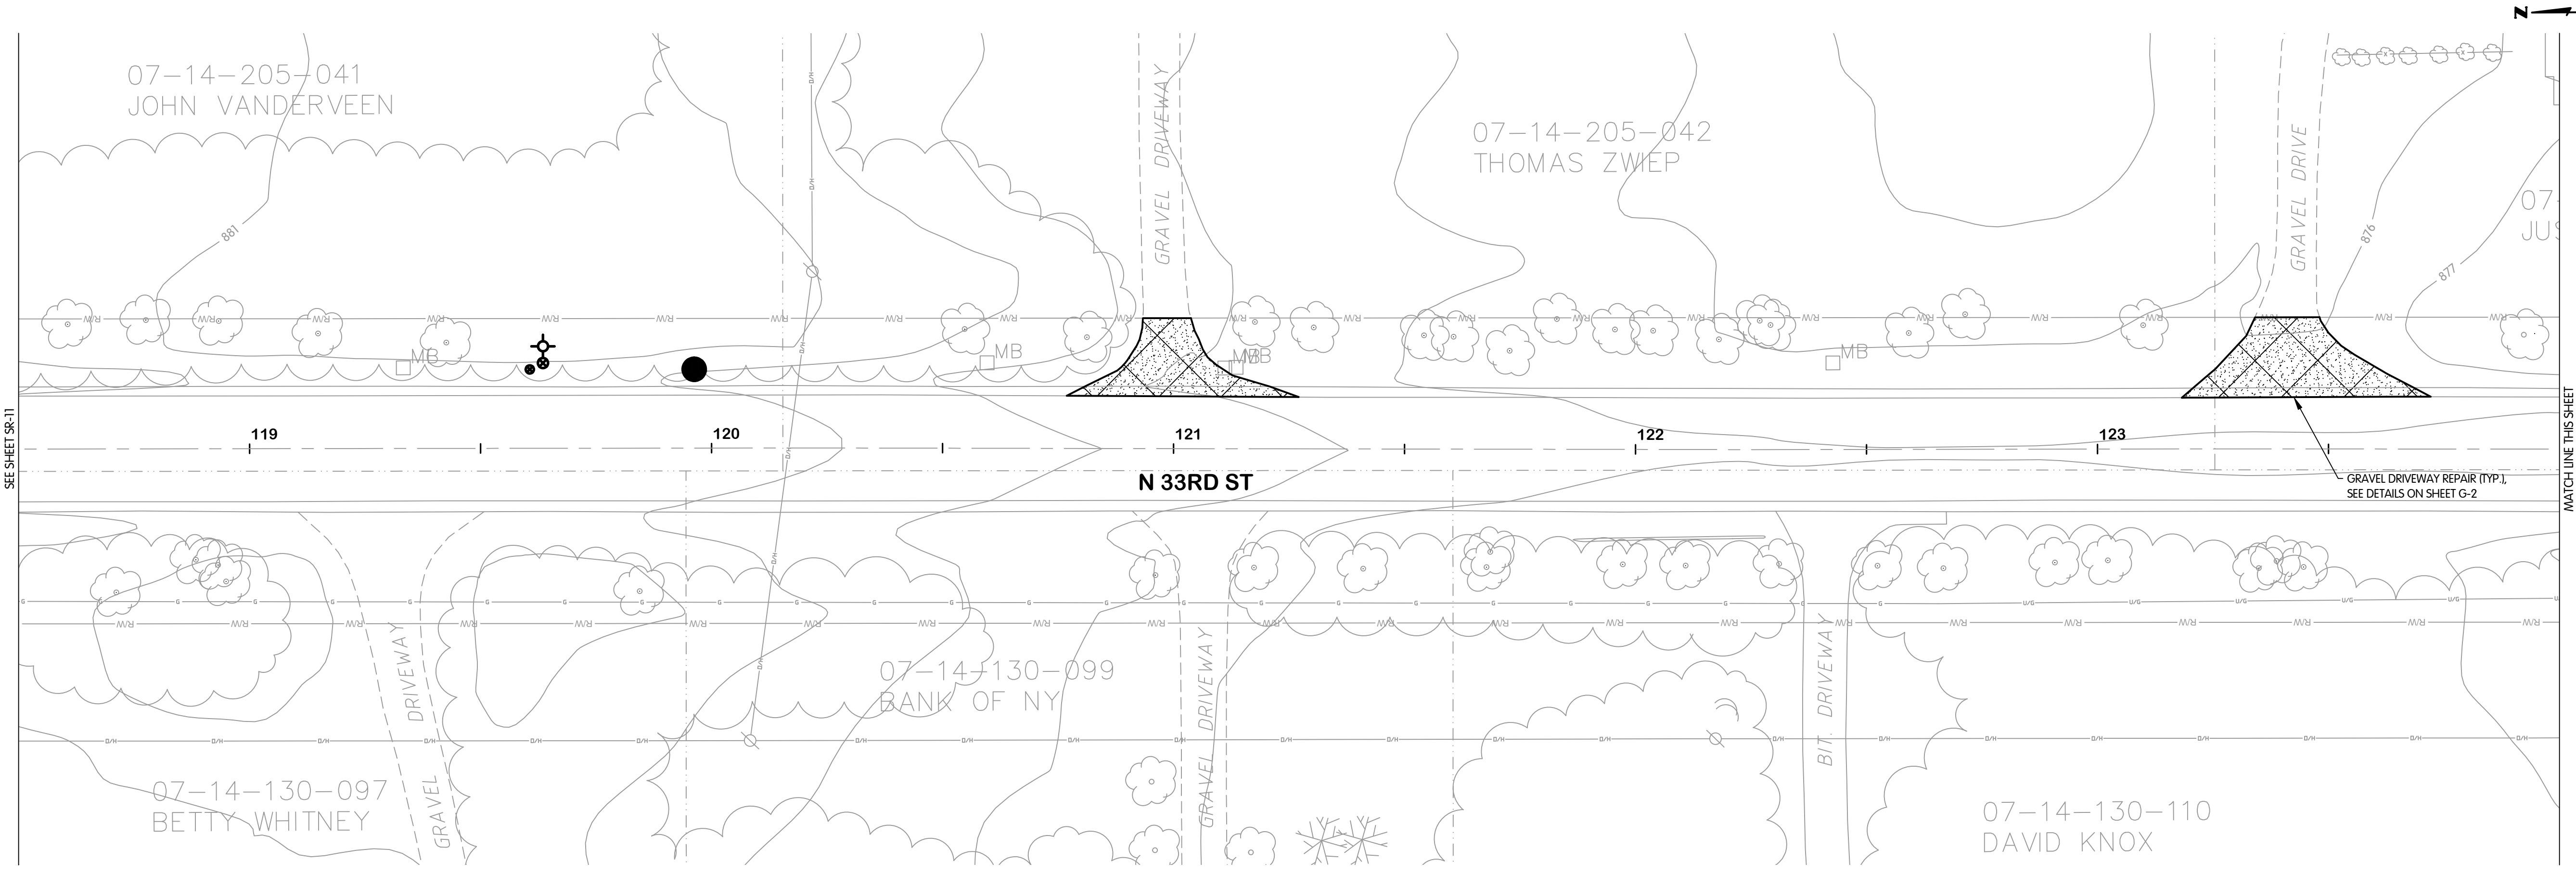 N
07-14-205-041
JOHN VANDERVEEN
07-14-205-042
THOMAS ZWIEP
GRAVEL DRIVEWAY
GRAVEL DRIVE
07
JUS
881
876
877
R/W R/W R/W R/W R/W R/W R/W R/W R/W R/W R/W R/W R/W R/W R/W R/W R/W R/W R/W R/W R/W
O/H
O/H
MB
MB
MB
MB
MB
SEE SHEET SR-11
MATCH LINE THIS SHEET
119
120
121
122
123
O/H
N 33RD ST
GRAVEL DRIVEWAY REPAIR (TYP.),
SEE DETAILS ON SHEET G-2
O/H
G G G G G G G G G G G G G G G G G G G G G G G G U/G U/G U/G U/G U/G
R/W R/W R/W R/W R/W R/W R/W R/W R/W R/W R/W R/W R/W R/W R/W R/W R/W R/W R/W R/W R/W R/W
O/H
GRAVEL DRIVEWAY
GRAVEL DRIVEWAY
BIT. DRIVEWAY
07-14-130-099
BANK OF NY
O/H O/H O/H O/H O/H O/H O/H O/H O/H O/H O/H O/H O/H O/H O/H O/H O/H O/H O/H O/H O/H O/H O/H
07-14-130-097
BETTY WHITNEY
07-14-130-110
DAVID KNOX